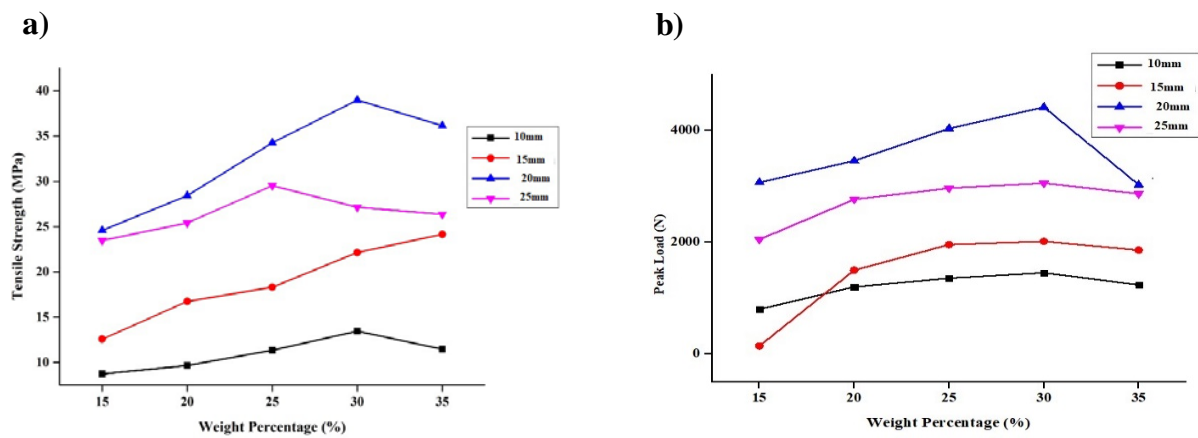 a)
40
35
30
25
20
15
10
Tensile Strength (MPa)
15 20 25 30 35
Weight Percentage (%)
10mm
15mm
20mm
25mm
b)
4000
2000
0
Peak Load (N)
15 20 25 30 35
Weight Percentage (%)
10mm
15mm
20mm
25mm